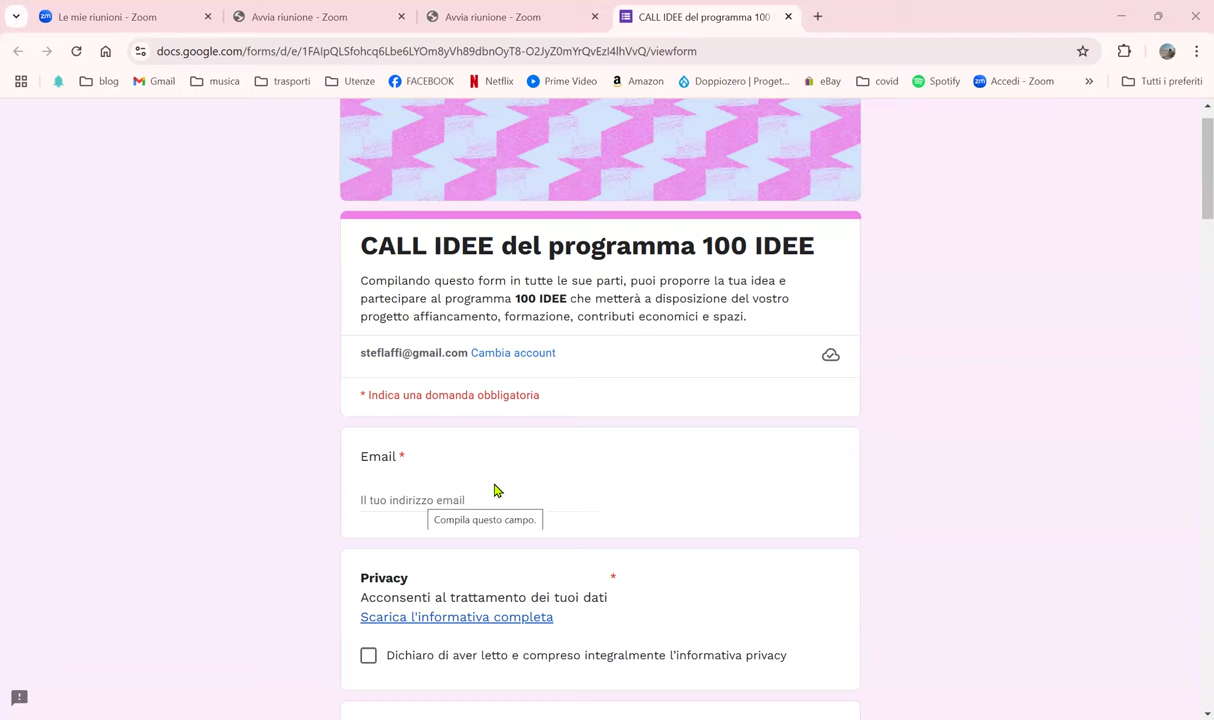 Le mie riunioni - Zoom
Avvia riunione - Zoom
Avvia riunione - Zoom
CALL IDEE del programma 100
docs.google.com/forms/d/e/1FAIpQLSfohcq6Lbe6LYOm8yVh89dbnOyT8-O2JyZ0mYrQvEzl4lhVvQ/viewform
blog
Gmail
musica
trasporti
Utenze
FACEBOOK
Netflix
Prime Video
Amazon
Doppiozero | Proget...
eBay
covid
Spotify
Accedi - Zoom
Tutti i preferiti
CALL IDEE del programma 100 IDEE
Compilando questo form in tutte le sue parti, puoi proporre la tua idea e
partecipare al programma 100 IDEE che metterà a disposizione del vostro
progetto affiancamento, formazione, contributi economici e spazi.
steflaffi@gmail.com Cambia account
* Indica una domanda obbligatoria
Email *
Il tuo indirizzo email
Compila questo campo.
Privacy *
Acconsenti al trattamento dei tuoi dati
Scarica l'informativa completa
Dichiaro di aver letto e compreso integralmente l'informativa privacy